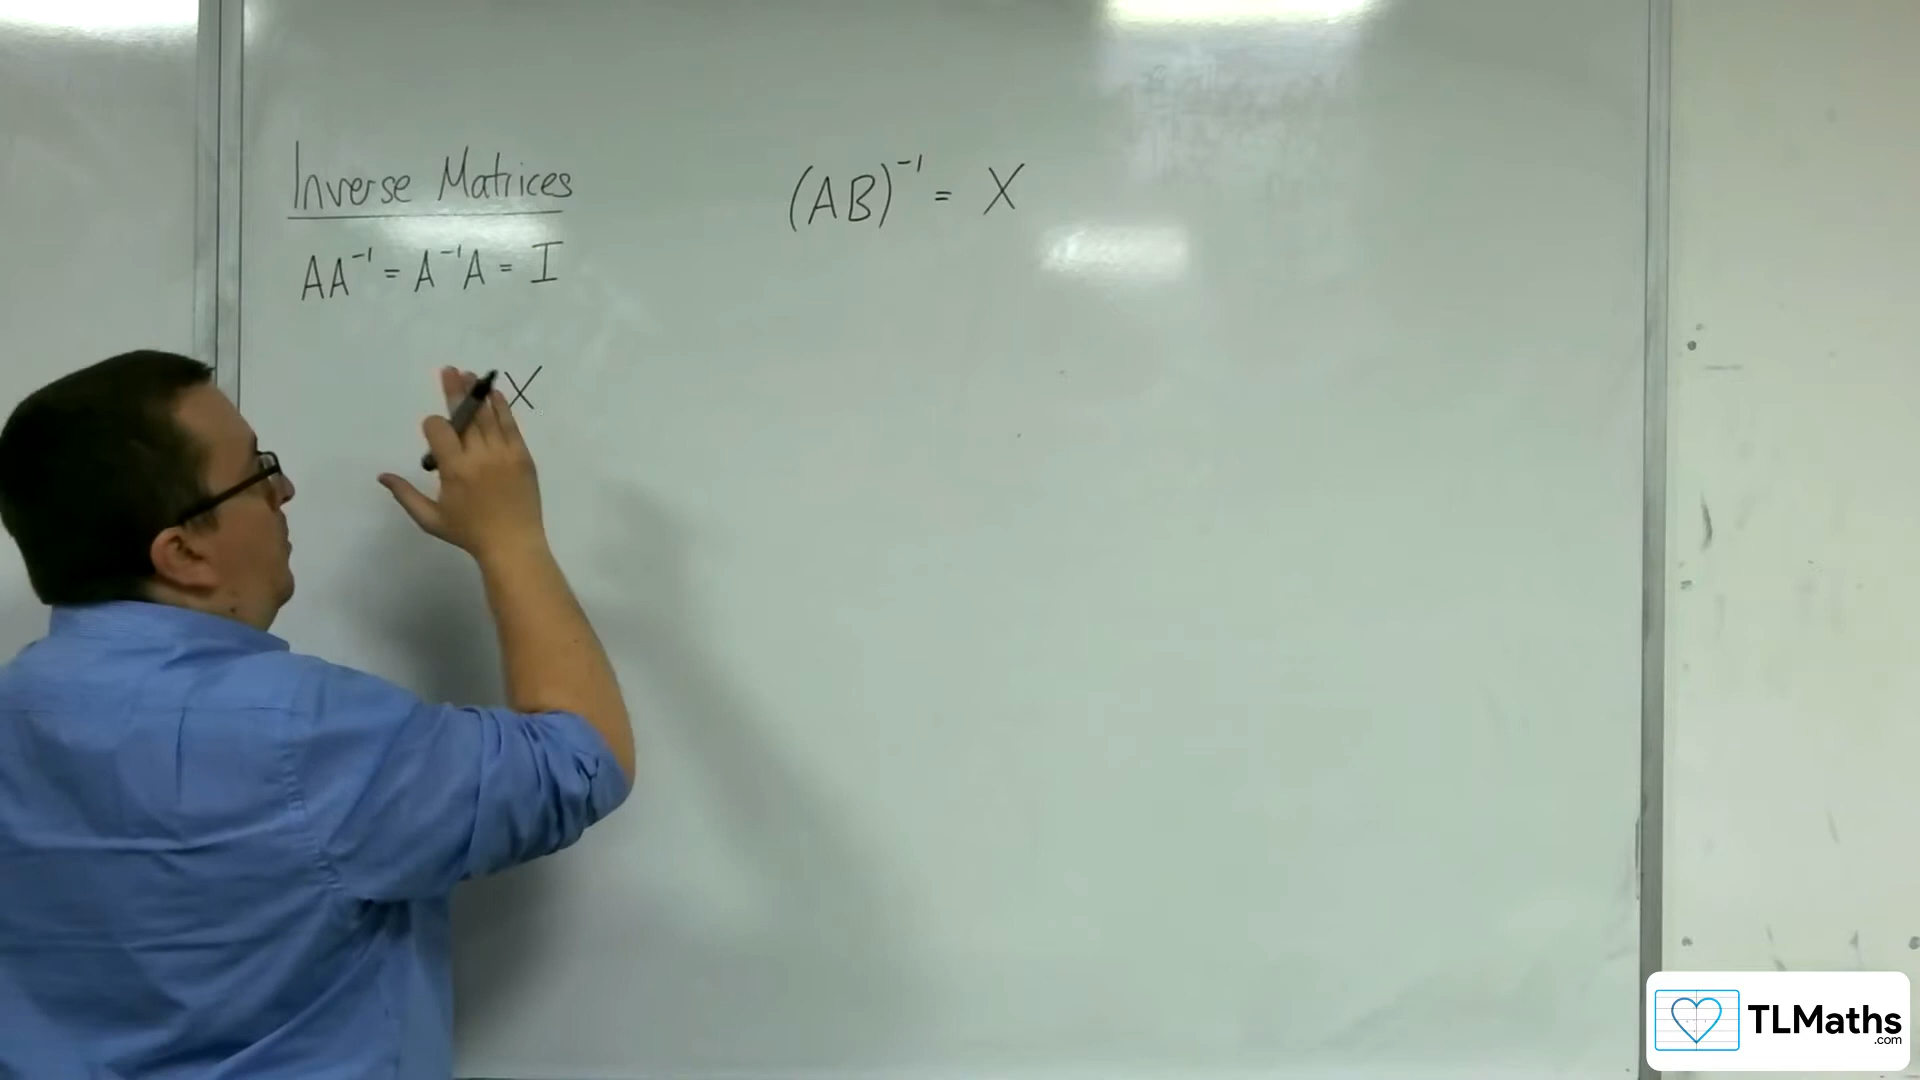 Inverse Matrices
AA⁻¹ = A⁻¹A = I
X
(AB)⁻¹ = X
TLMaths
.com